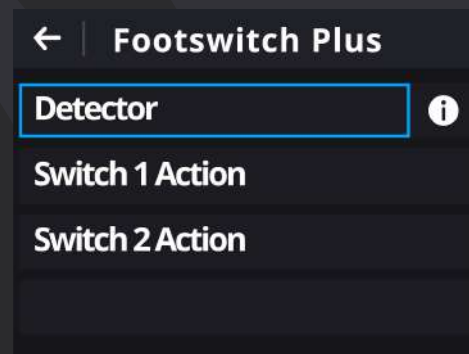 Footswitch Plus
Detector
Switch 1 Action
Switch 2 Action